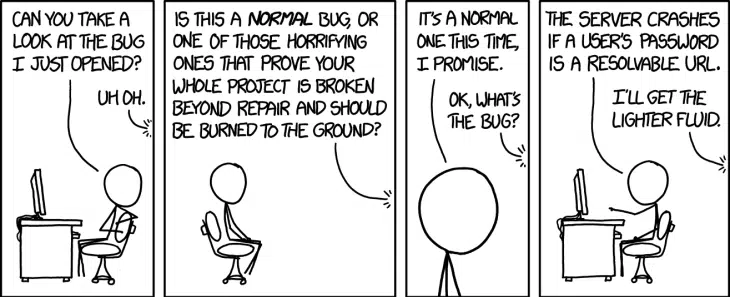 CAN YOU TAKE A
LOOK AT THE BUG
I JUST OPENED?
UH OH.
IS THIS A NORMAL BUG, OR
ONE OF THOSE HORRIFYING
ONES THAT PROVE YOUR
WHOLE PROJECT IS BROKEN
BEYOND REPAIR AND SHOULD
BE BURNED TO THE GROUND?
IT'S A NORMAL
ONE THIS TIME,
I PROMISE.
OK, WHAT'S
THE BUG?
THE SERVER CRASHES
IF A USER'S PASSWORD
IS A RESOLVABLE URL.
I'LL GET THE
LIGHTER FLUID.